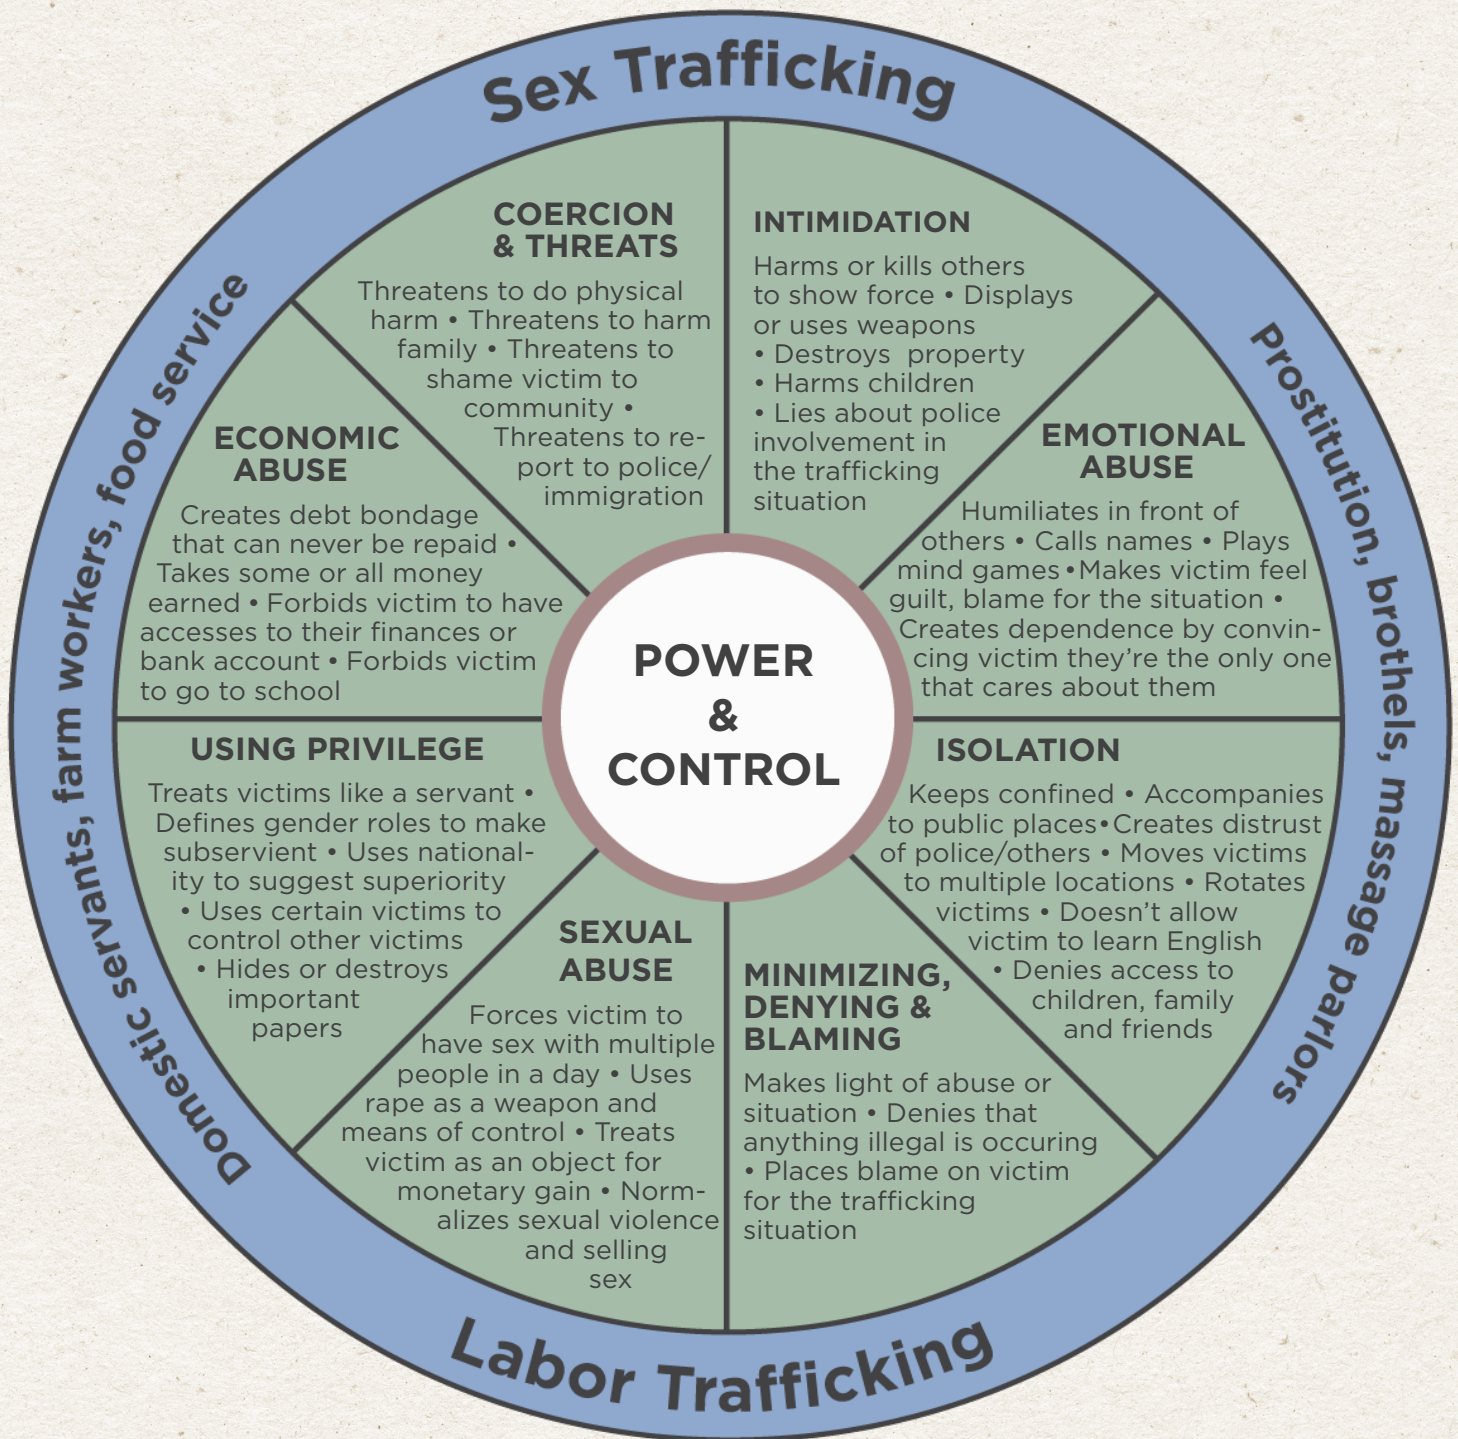 Sex Trafficking
COERCION
& THREATS
Threatens to do physical
harm • Threatens to harm
family • Threatens to
shame victim to
community •
Threatens to re-
port to police/
immigration
INTIMIDATION
Harms or kills others
to show force • Displays
or uses weapons
• Destroys property
• Harms children
• Lies about police
involvement in
the trafficking
situation
EMOTIONAL
ABUSE
Humiliates in front of
others • Calls names • Plays
mind games • Makes victim feel
guilt, blame for the situation •
Creates dependence by convin-
cing victim they're the only one
that cares about them
ISOLATION
Keeps confined • Accompanies
to public places • Creates distrust
of police/others • Moves victims
to multiple locations • Rotates
victims • Doesn't allow
victim to learn English
• Denies access to
children, family
and friends
MINIMIZING,
DENYING &
BLAMING
Makes light of abuse or
situation • Denies that
anything illegal is occuring
• Places blame on victim
for the trafficking
situation
SEXUAL
ABUSE
Forces victim to
have sex with multiple
people in a day • Uses
rape as a weapon and
means of control • Treats
victim as an object for
monetary gain • Norm-
alizes sexual violence
and selling
sex
USING PRIVILEGE
Treats victims like a servant •
Defines gender roles to make
subservient • Uses national-
ity to suggest superiority
• Uses certain victims to
control other victims
• Hides or destroys
important
papers
ECONOMIC
ABUSE
Creates debt bondage
that can never be repaid •
Takes some or all money
earned • Forbids victim to have
accesses to their finances or
bank account • Forbids victim
to go to school
POWER
&
CONTROL
Prostitution, brothels, massage parlors
Labor Trafficking
Domestic servants, farm workers, food service